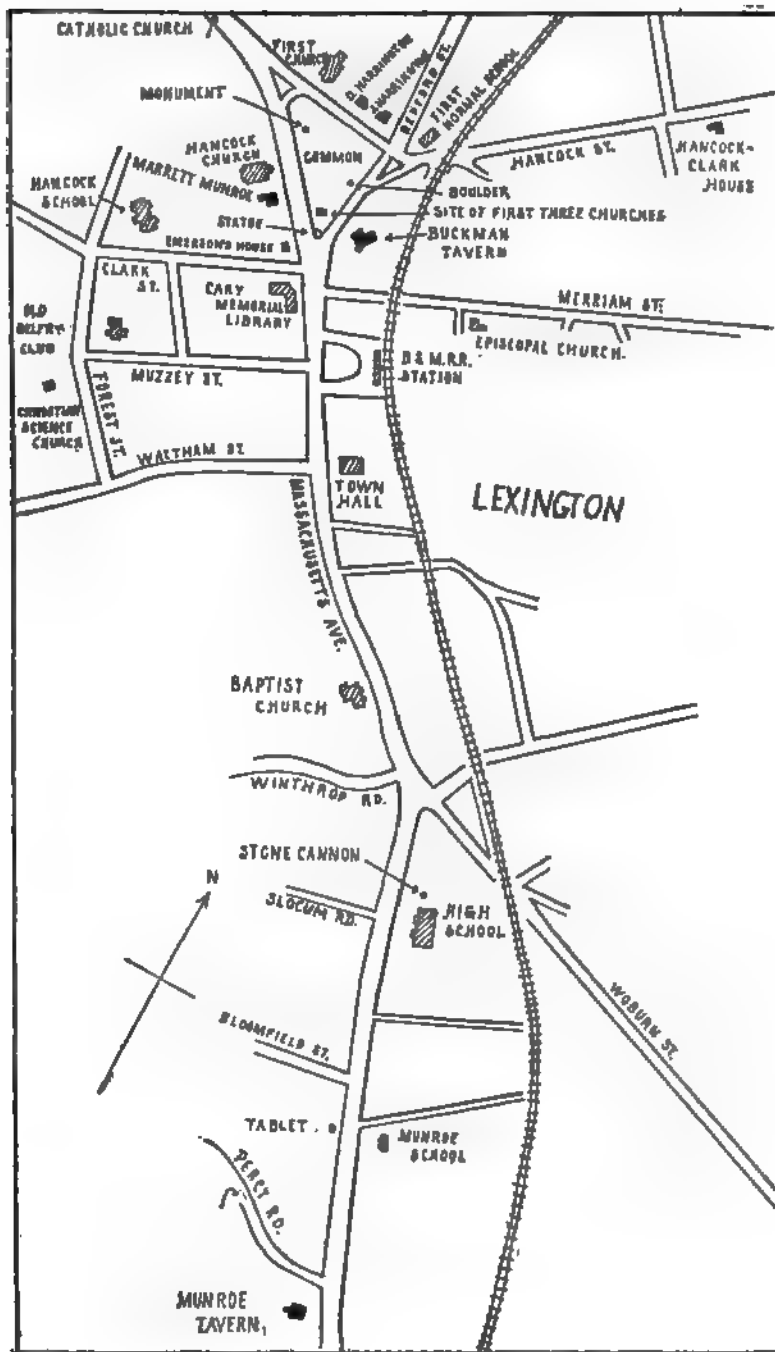 CATHOLIC CHURCH
FIRST
CHURCH
HARRINGTON
HARRINGTON
BEDFORD ST.
FIRST
NORMAL SCHOOL
MONUMENT
HANCOCK
CHURCH
COMMON
HANCOCK ST.
HANCOCK-
CLARK
HOUSE
MARRETT MUNROE
HANCOCK
SCHOOL
BOULDER
STATUE
SITE OF FIRST THREE CHURCHES
EMERSON'S HOUSE
BUCKMAN
TAVERN
CLARK
ST.
CARY
MEMORIAL
LIBRARY
MERRIAM ST.
OLD
BELFRY
CLUB
EPISCOPAL CHURCH.
B & M.R.R.
STATION
MUZZEY ST.
CHRISTIAN
SCIENCE
CHURCH
FOREST ST.
WALTHAM ST.
TOWN
HALL
LEXINGTON
MASSACHUSETTS AVE.
BAPTIST
CHURCH
WINTHROP RD.
STONE CANNON
N
SLOCUM RD.
HIGH
SCHOOL
WOBURN ST.
BLOOMFIELD ST.
TABLET
MUNROE
SCHOOL
PERCY RD.
MUNROE
TAVERN